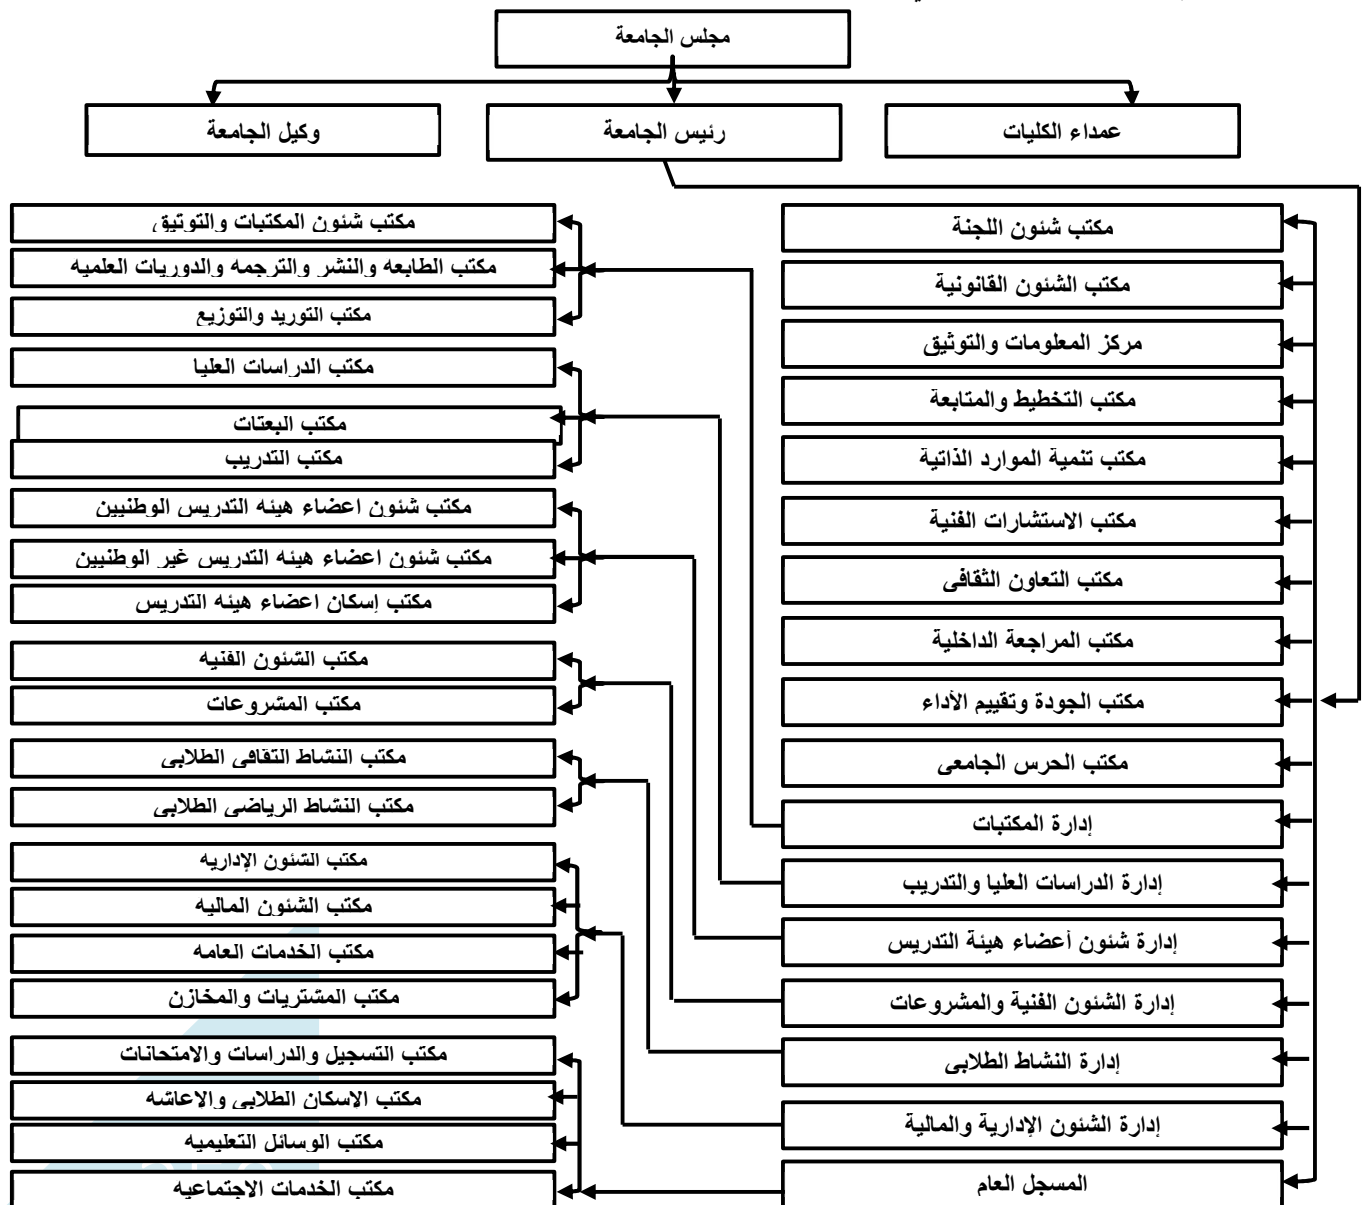 مجلس الجامعة
عمداء الكليات
رئيس الجامعة
وكيل الجامعة
مكتب شئون اللجنة
مكتب الشئون القانونية
مركز المعلومات والتوثيق
مكتب التخطيط والمتابعة
مكتب تنمية الموارد الذاتية
مكتب الاستشارات الفنية
مكتب التعاون الثقافى
مكتب المراجعة الداخلية
مكتب الجودة وتقييم الأداء
مكتب الحرس الجامعى
إدارة المكتبات
إدارة الدراسات العليا والتدريب
إدارة شئون أعضاء هيئة التدريس
إدارة الشئون الفنية والمشروعات
إدارة النشاط الطلابى
إدارة الشئون الإدارية والمالية
المسجل العام
مكتب شئون المكتبات والتوثيق
مكتب الطابعه والنشر والترجمه والدوريات العلميه
مكتب التوريد والتوزيع
مكتب الدراسات العليا
مكتب البعثات
مكتب التدريب
مكتب شئون اعضاء هيئه التدريس الوطنيين
مكتب شئون اعضاء هيئه التدريس غير الوطنيين
مكتب إسكان اعضاء هيئه التدريس
مكتب الشئون الفنيه
مكتب المشروعات
مكتب النشاط الثقافى الطلابى
مكتب النشاط الرياضى الطلابى
مكتب الشئون الإداريه
مكتب الشئون الماليه
مكتب الخدمات العامه
مكتب المشتريات والمخازن
مكتب التسجيل والدراسات والامتحانات
مكتب الاسكان الطلابى والاعاشه
مكتب الوسائل التعليميه
مكتب الخدمات الاجتماعيه